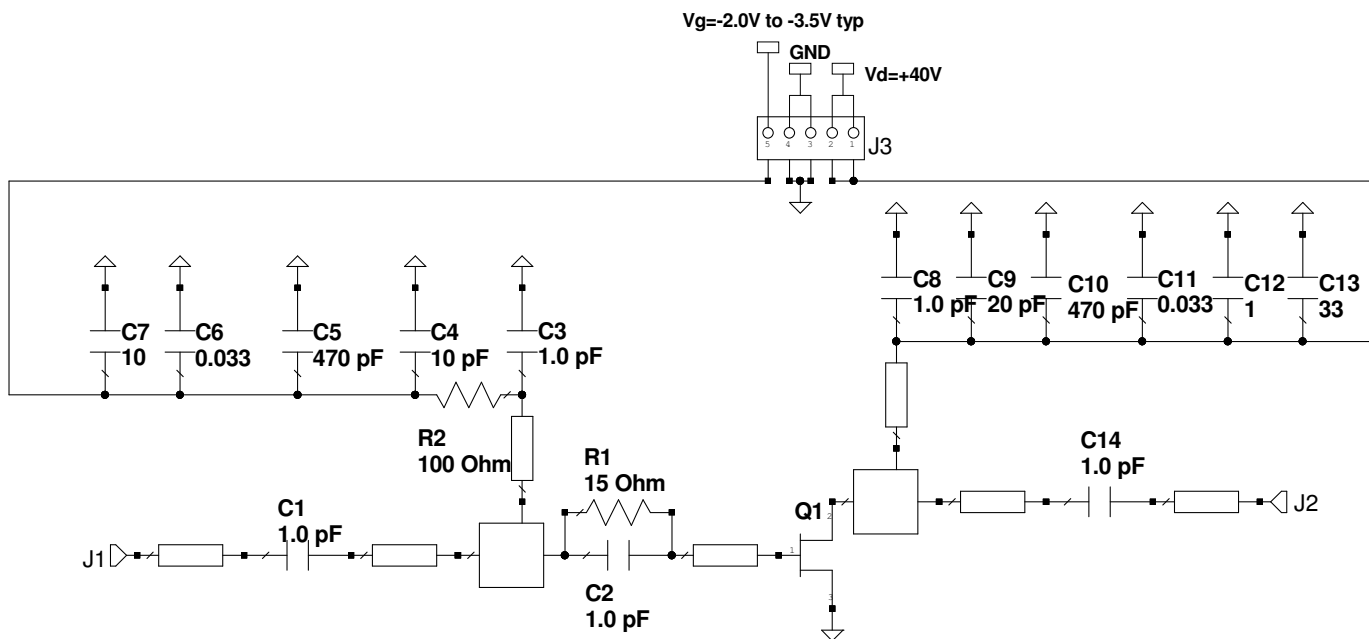 Vg=-2.0V to -3.5V typ
GND
Vd=+40V
5 4 3 2 1
J3
C7
10
C6
0.033
C5
470 pF
C4
10 pF
C3
1.0 pF
C8
1.0 pF
C9
20 pF
C10
470 pF
C11
0.033
C12
1
C13
33
R2
100 Ohm
R1
15 Ohm
C14
1.0 pF
C1
1.0 pF
Q1
2
J2
J1
1
C2
1.0 pF
3